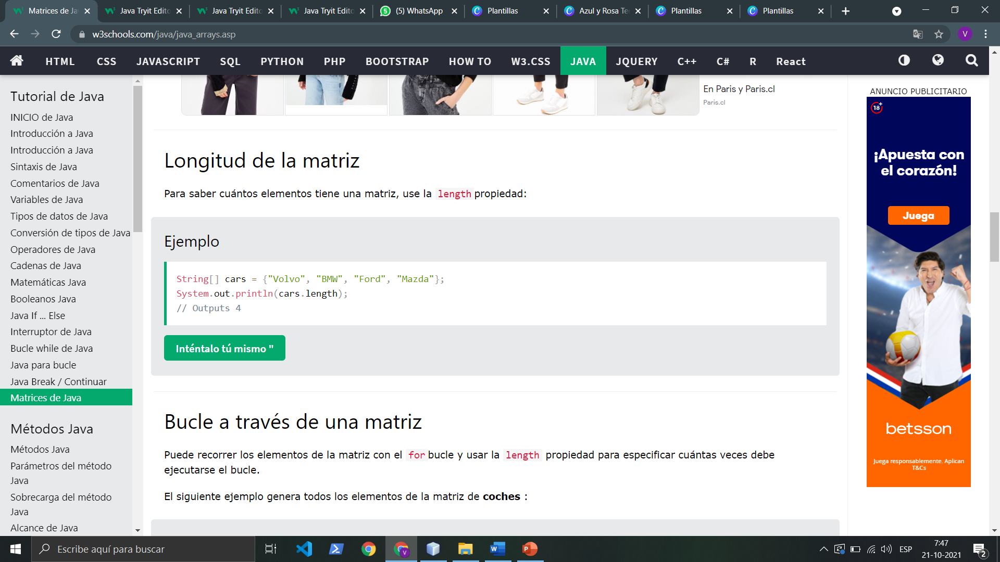 Matrices de Ja
Java Tryit Edito
Java Tryit Edito
Java Tryit Edito
(5) WhatsApp
Plantillas
Azul y Rosa Te
Plantillas
Plantillas
w3schools.com/java/java_arrays.asp
V
HTML
CSS
JAVASCRIPT
SQL
PYTHON
PHP
BOOTSTRAP
HOW TO
W3.CSS
JAVA
JQUERY
C++
C#
R
React
Tutorial de Java
INICIO de Java
Introducción a Java
Introducción a Java
Sintaxis de Java
Comentarios de Java
Variables de Java
Tipos de datos de Java
Conversión de tipos de Java
Operadores de Java
Cadenas de Java
Matemáticas Java
Booleanos Java
Java If ... Else
Interruptor de Java
Bucle while de Java
Java para bucle
Java Break / Continuar
Matrices de Java
Métodos Java
Métodos Java
Parámetros del método
Java
Sobrecarga del método
Java
Alcance de Java
En Paris y Paris.cl
Paris.cl
Longitud de la matriz
Para saber cuántos elementos tiene una matriz, use la length propiedad:
Ejemplo
String[] cars = {"Volvo", "BMW", "Ford", "Mazda"};
System.out.println(cars.length);
// Outputs 4
Inténtalo tú mismo "
Bucle a través de una matriz
Puede recorrer los elementos de la matriz con el for bucle y usar la length propiedad para especificar cuántas veces debe
ejecutarse el bucle.
El siguiente ejemplo genera todos los elementos de la matriz de coches :
ANUNCIO PUBLICITARIO
18+
¡Apuesta con
el corazón!
Juega
betsson
Juega responsablemente. Aplican
T&Cs
Escribe aquí para buscar
ESP
7:47
21-10-2021
2